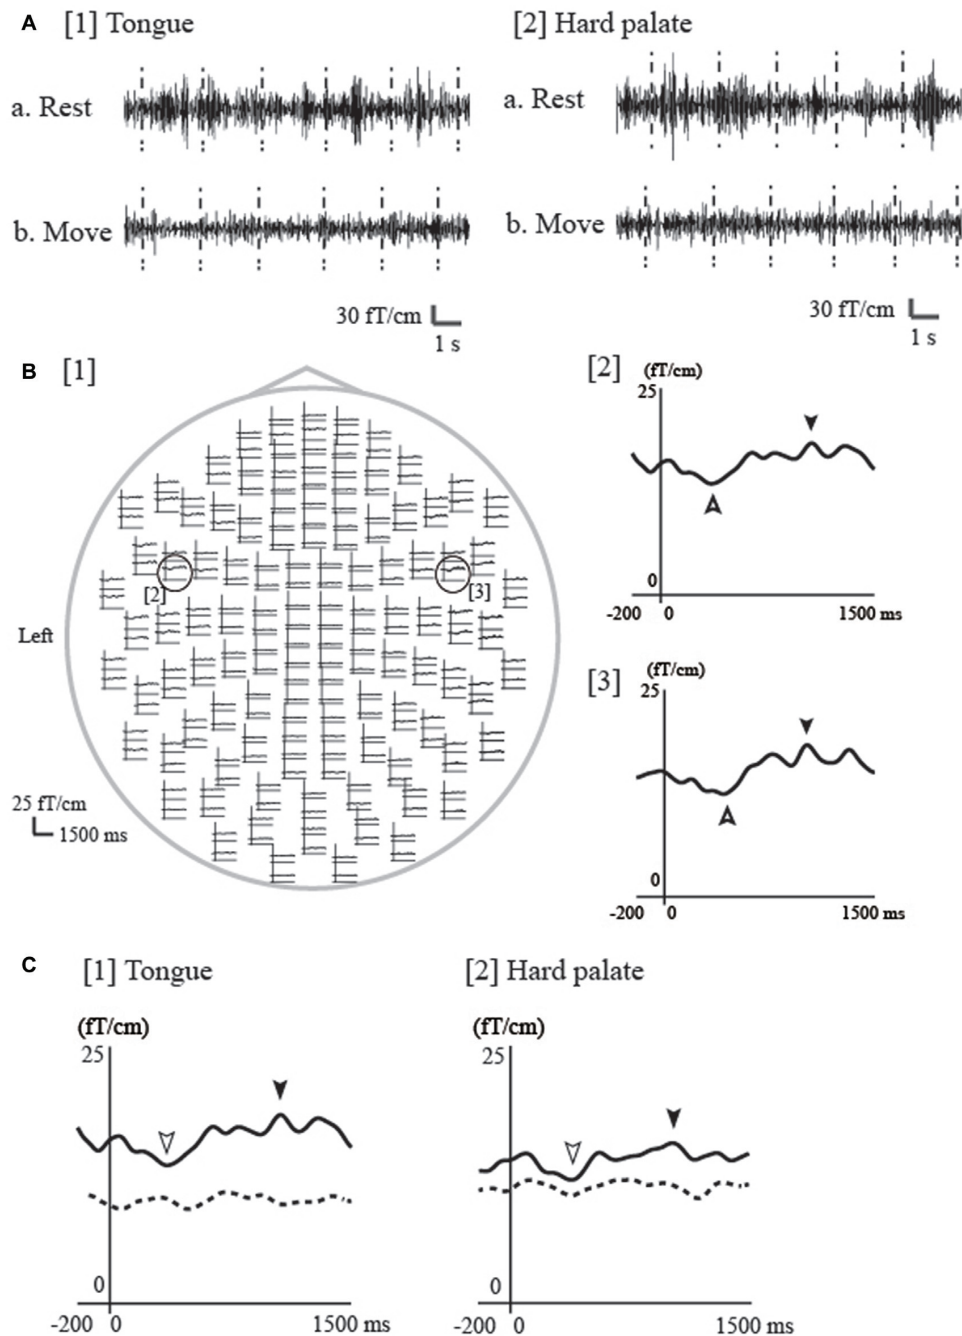 A [1] Tongue [2] Hard palate
a. Rest a. Rest
b. Move b. Move
30 fT/cm 30 fT/cm
1 s 1 s
B [1] [2] (fT/cm)
25
0
-200 0 1500 ms
[2] [3]
Left
[3] (fT/cm)
25
0
-200 0 1500 ms
25 fT/cm
1500 ms
C [1] Tongue [2] Hard palate
(fT/cm) (fT/cm)
25 25
0 0
-200 0 1500 ms -200 0 1500 ms